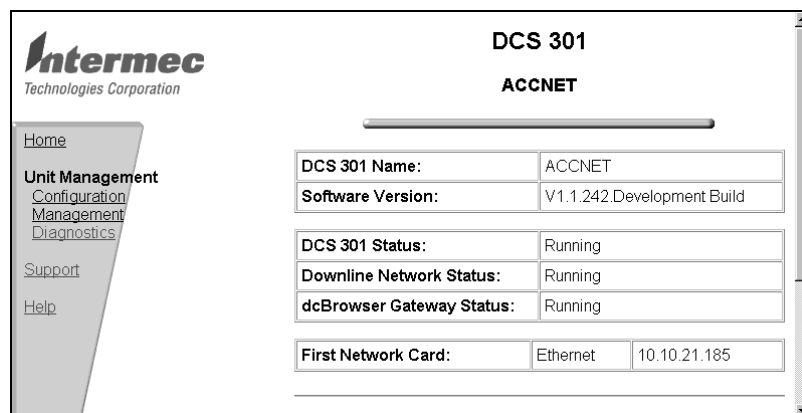 Intermec
Technologies Corporation
Home
Unit Management
Configuration
Management
Diagnostics
Support
Help
DCS 301
ACCNET
DCS 301 Name: ACCNET
Software Version: V1.1.242.Development Build
DCS 301 Status: Running
Downline Network Status: Running
dcBrowser Gateway Status: Running
First Network Card: Ethernet 10.10.21.185